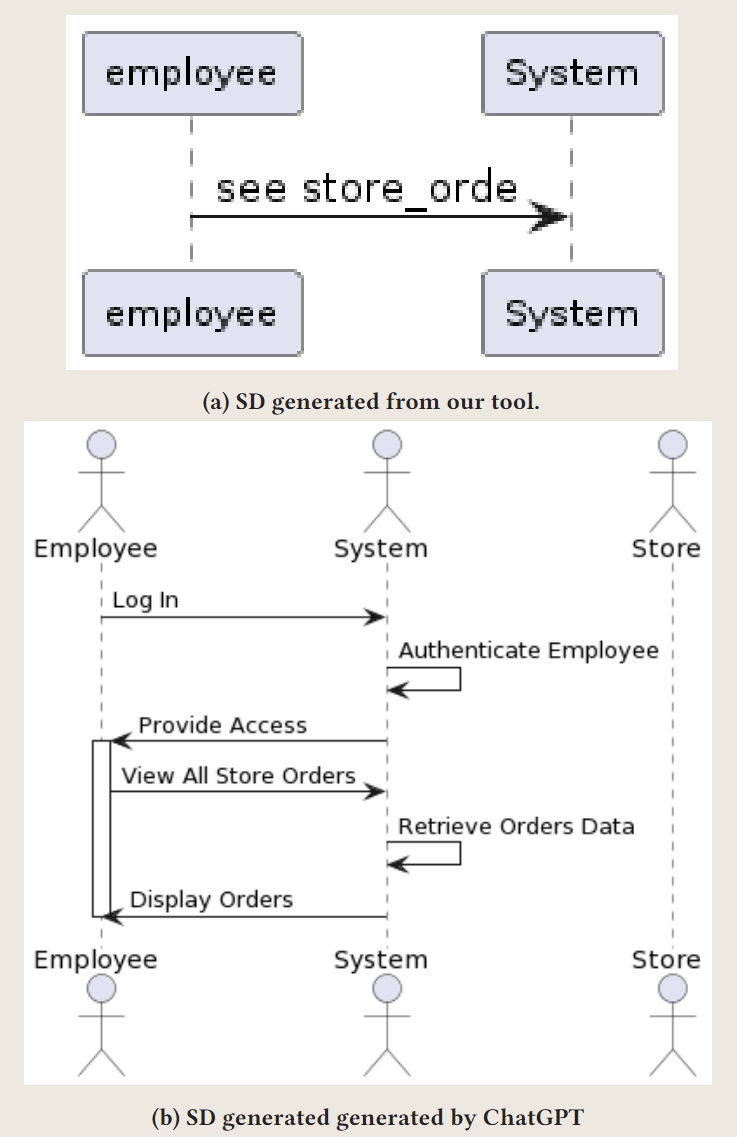 employee System
see store_orde
employee System
(a) SD generated from our tool.
Employee System Store
Log In
Authenticate Employee
Provide Access
View All Store Orders
Retrieve Orders Data
Display Orders
Employee System Store
(b) SD generated generated by ChatGPT